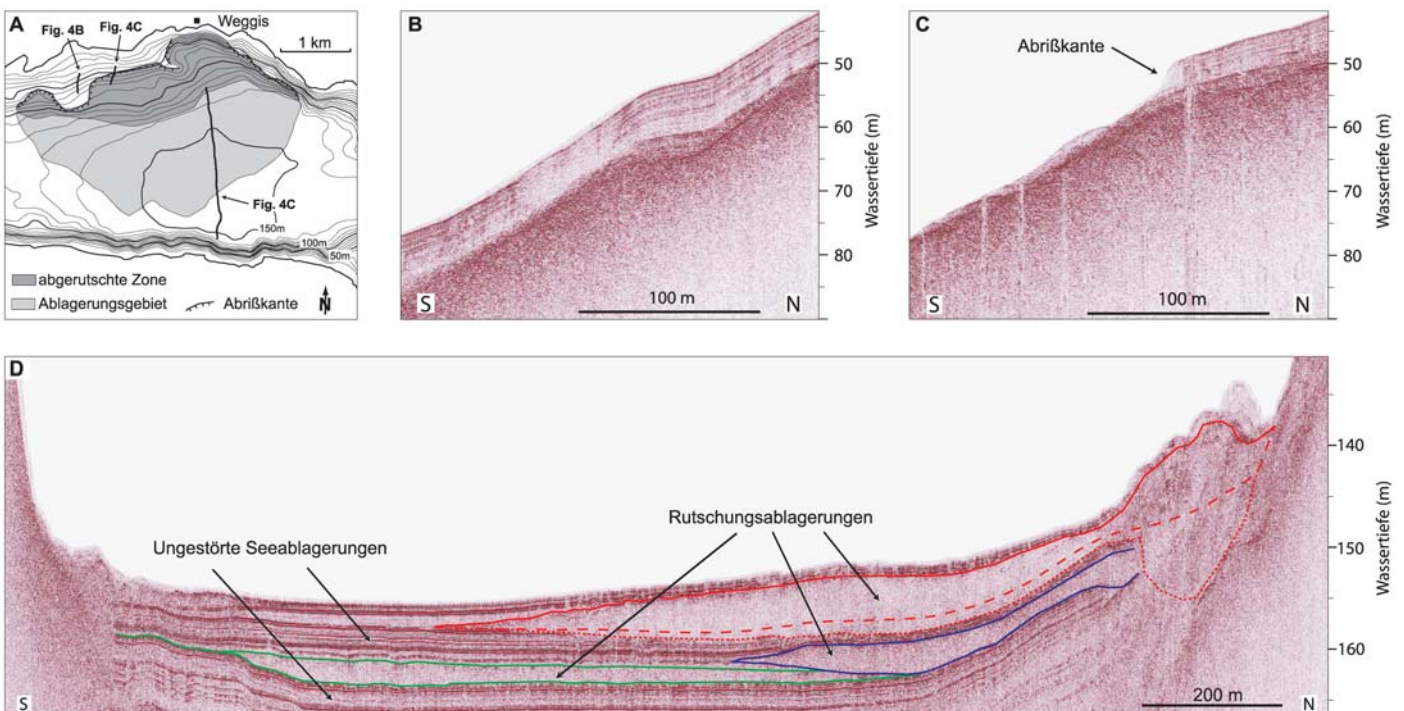 A
Weggis
Fig. 4B
Fig. 4C
1 km
Fig. 4C
150m
100m
50m
abgerutschte Zone
Ablagerungsgebiet
Abrißkante
N
B
50
60
70
80
Wassertiefe (m)
100 m
S
N
C
Abrißkante
50
60
70
80
Wassertiefe (m)
100 m
S
N
D
140
150
160
Wassertiefe (m)
Rutschungsablagerungen
Ungestörte Seeablagerungen
200 m
S
N